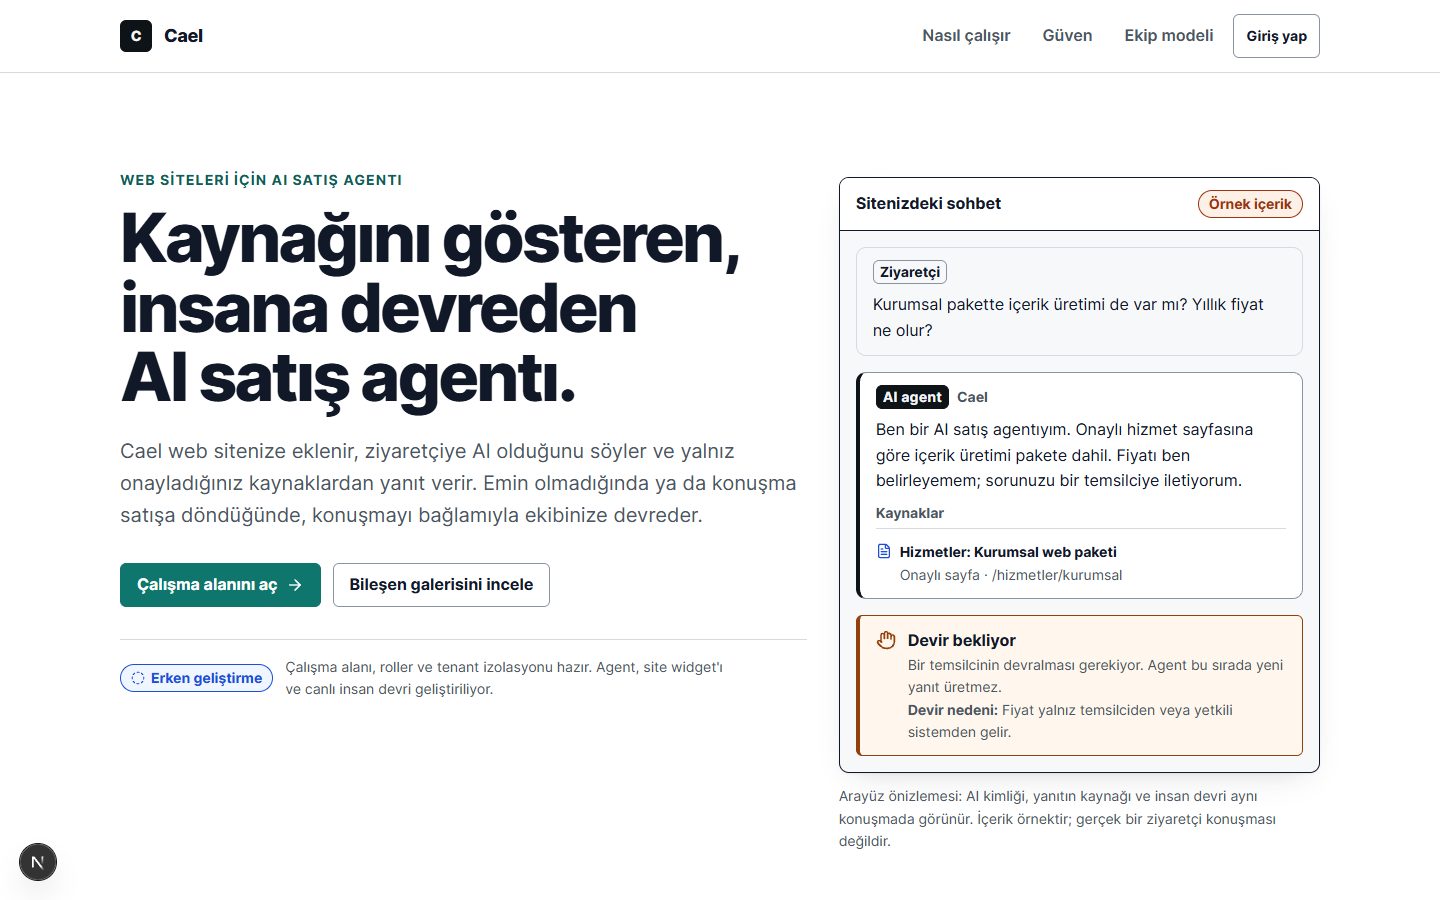 C Cael
Nasıl çalışır
Güven
Ekip modeli
Giriş yap
WEB SİTELERİ İÇİN AI SATIŞ AGENTI
Kaynağını gösteren,
insana devreden
AI satış agentı.
Cael web sitenize eklenir, ziyaretçiye AI olduğunu söyler ve yalnız
onayladığınız kaynaklardan yanıt verir. Emin olmadığında ya da konuşma
satışa döndüğünde, konuşmayı bağlamıyla ekibinize devreder.
Çalışma alanını aç
Bileşen galerisini incele
Erken geliştirme
Çalışma alanı, roller ve tenant izolasyonu hazır. Agent, site widget'ı
ve canlı insan devri geliştiriliyor.
Sitenizdeki sohbet
Örnek içerik
Ziyaretçi
Kurumsal pakette içerik üretimi de var mı? Yıllık fiyat
ne olur?
AI agent Cael
Ben bir AI satış agentıyım. Onaylı hizmet sayfasına
göre içerik üretimi pakete dahil. Fiyatı ben
belirleyemem; sorunuzu bir temsilciye iletiyorum.
Kaynaklar
Hizmetler: Kurumsal web paketi
Onaylı sayfa · /hizmetler/kurumsal
Devir bekliyor
Bir temsilcinin devralması gerekiyor. Agent bu sırada yeni
yanıt üretmez.
Devir nedeni: Fiyat yalnız temsilciden veya yetkili
sistemden gelir.
Arayüz önizlemesi: AI kimliği, yanıtın kaynağı ve insan devri aynı
konuşmada görünür. İçerik örnektir; gerçek bir ziyaretçi konuşması
değildir.
N